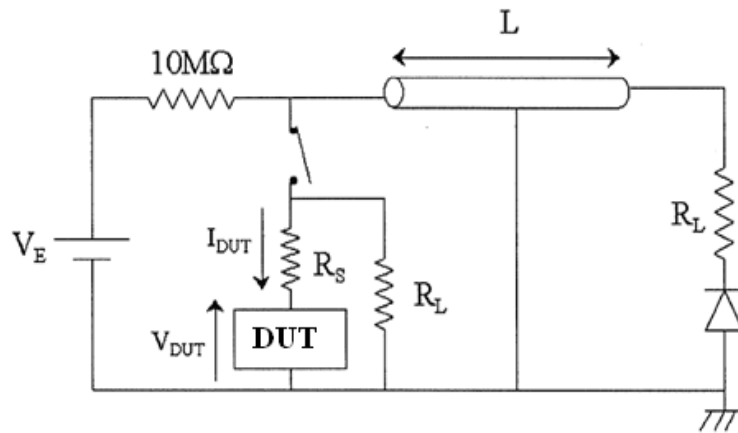 L
10MΩ
R_L
V_E
I_DUT
R_S
R_L
V_DUT
DUT